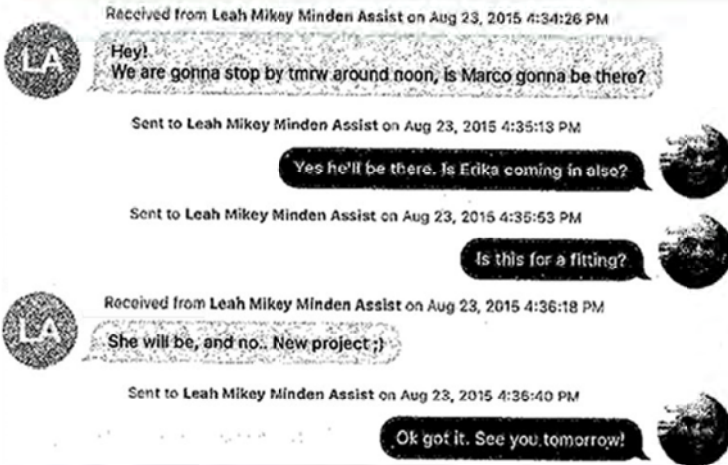 Received from Leah Mikey Minden Assist on Aug 23, 2015 4:34:26 PM
LA
Hey!
We are gonna stop by tmrw around noon, is Marco gonna be there?
Sent to Leah Mikey Minden Assist on Aug 23, 2015 4:35:13 PM
Yes he'll be there. Is Erika coming in also?
Sent to Leah Mikey Minden Assist on Aug 23, 2015 4:35:53 PM
Is this for a fitting?
Received from Leah Mikey Minden Assist on Aug 23, 2015 4:36:18 PM
LA
She will be, and no.. New project ;)
Sent to Leah Mikey Minden Assist on Aug 23, 2015 4:36:40 PM
Ok got it. See you tomorrow!